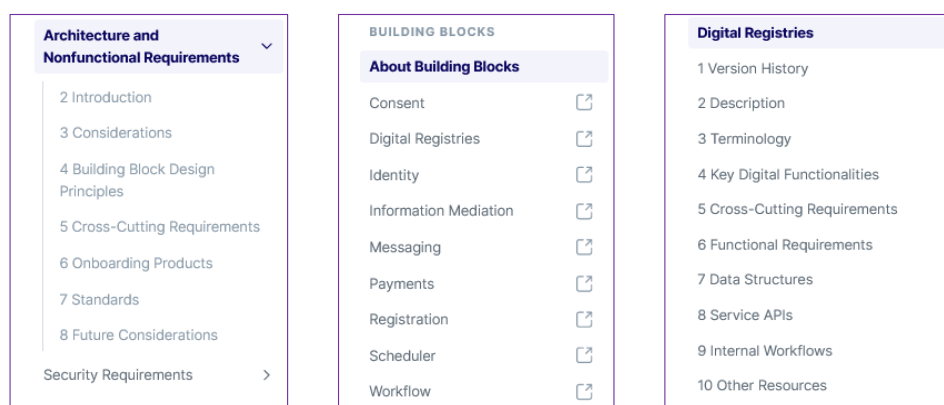 Architecture and
Nonfunctional Requirements
2 Introduction
3 Considerations
4 Building Block Design
Principles
5 Cross-Cutting Requirements
6 Onboarding Products
7 Standards
8 Future Considerations
Security Requirements
BUILDING BLOCKS
About Building Blocks
Consent
Digital Registries
Identity
Information Mediation
Messaging
Payments
Registration
Scheduler
Workflow
Digital Registries
1 Version History
2 Description
3 Terminology
4 Key Digital Functionalities
5 Cross-Cutting Requirements
6 Functional Requirements
7 Data Structures
8 Service APIs
9 Internal Workflows
10 Other Resources